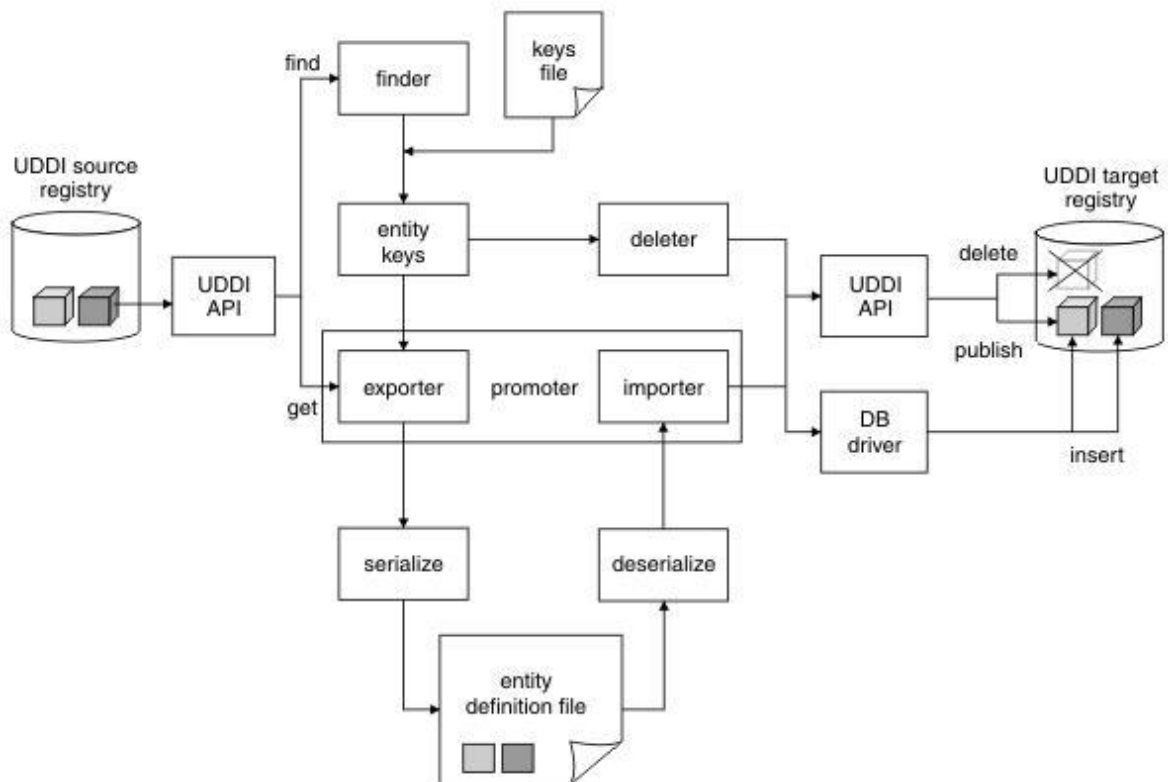 find
finder
keys
file
UDDI source
registry
UDDI target
registry
entity
keys
deleter
delete
UDDI
API
UDDI
API
publish
get
exporter
promoter
importer
DB
driver
insert
serialize
deserialize
entity
definition file